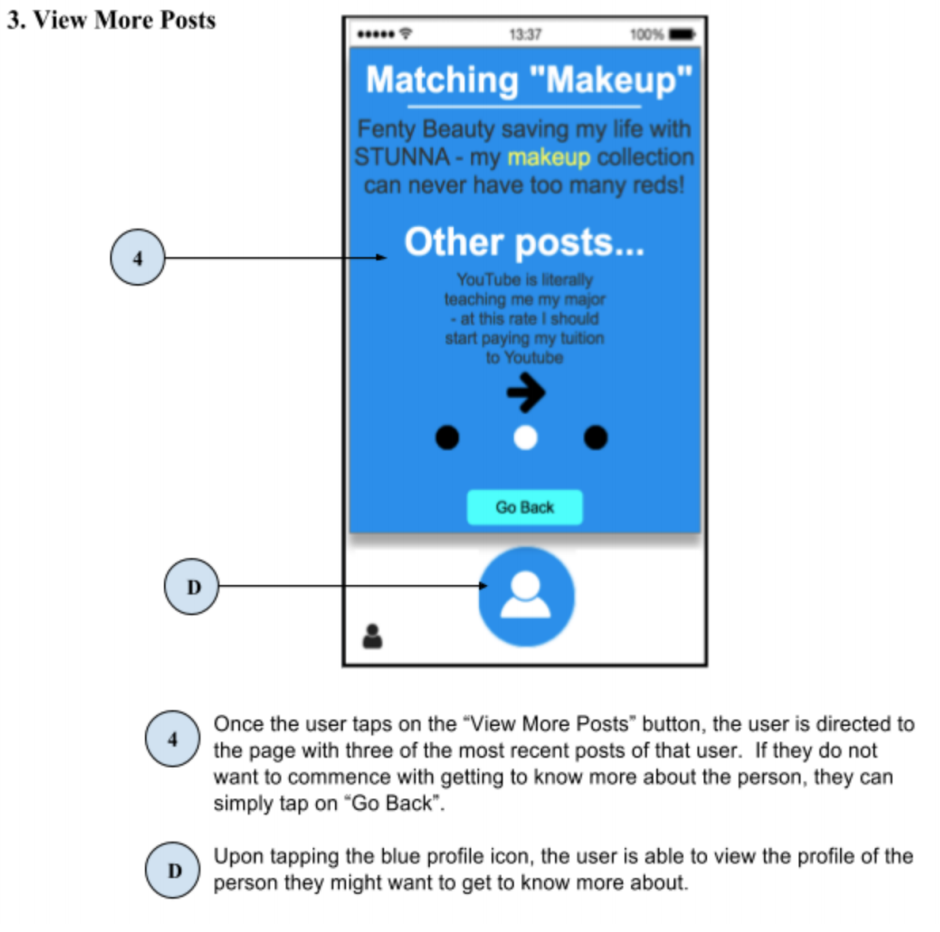 3. View More Posts
13:37
100%
Matching "Makeup"
Fenty Beauty saving my life with
STUNNA - my makeup collection
can never have too many reds!
4
Other posts...
YouTube is literally
teaching me my major
- at this rate I should
start paying my tuition
to Youtube
Go Back
D
4
Once the user taps on the “View More Posts” button, the user is directed to
the page with three of the most recent posts of that user.  If they do not
want to commence with getting to know more about the person, they can
simply tap on “Go Back”.
D
Upon tapping the blue profile icon, the user is able to view the profile of the
person they might want to get to know more about.